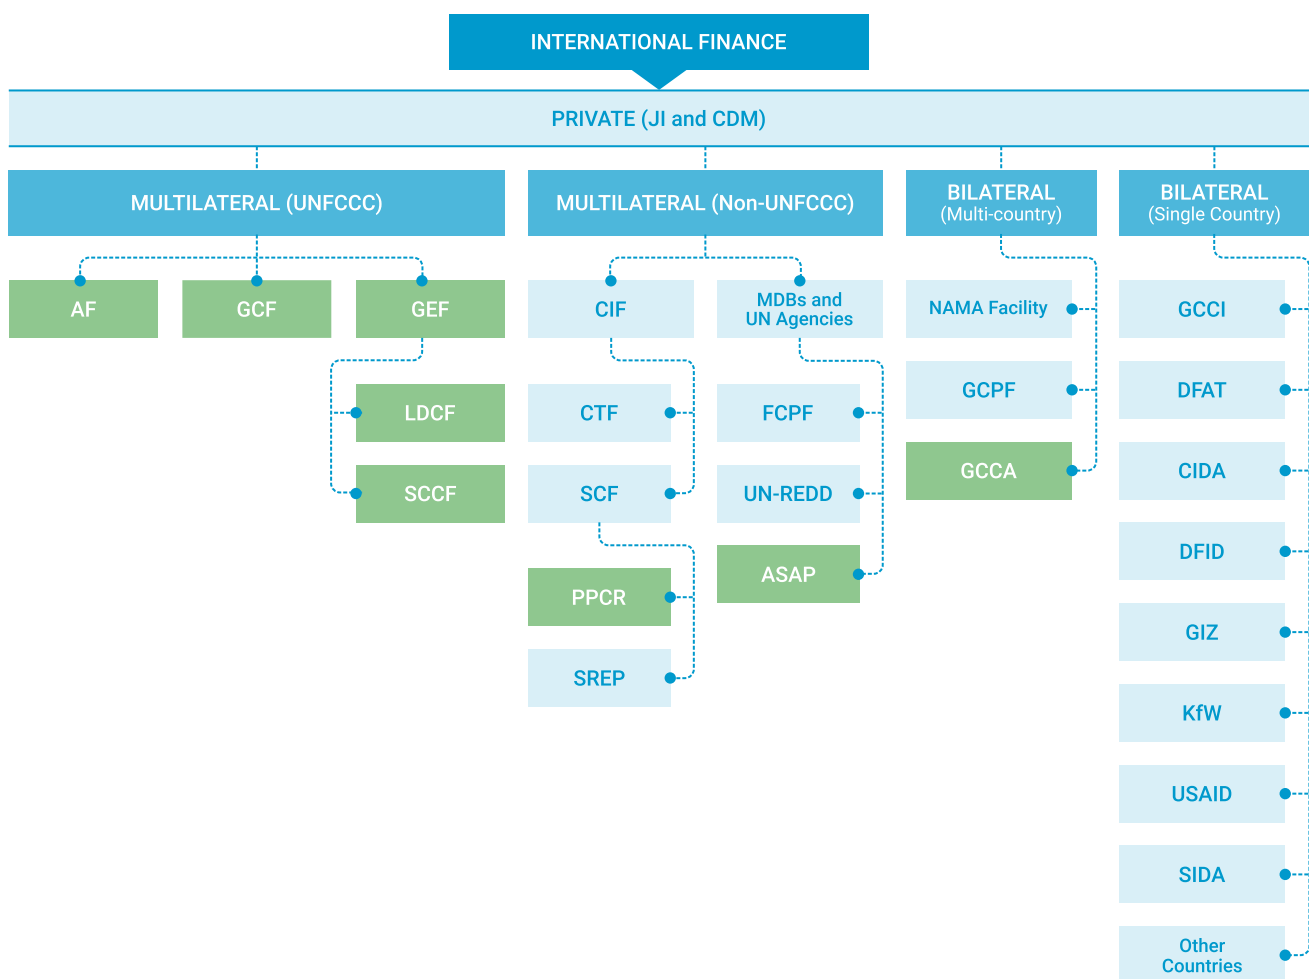 INTERNATIONAL FINANCE
PRIVATE (JI and CDM)
MULTILATERAL (UNFCCC)
AF
GCF
GEF
LDCF
SCCF
MULTILATERAL (Non-UNFCCC)
CIF
CTF
SCF
PPCR
SREP
MDBs and
UN Agencies
FCPF
UN-REDD
ASAP
BILATERAL
(Multi-country)
NAMA Facility
GCPF
GCCA
BILATERAL
(Single Country)
GCCI
DFAT
CIDA
DFID
GIZ
KfW
USAID
SIDA
Other
Countries